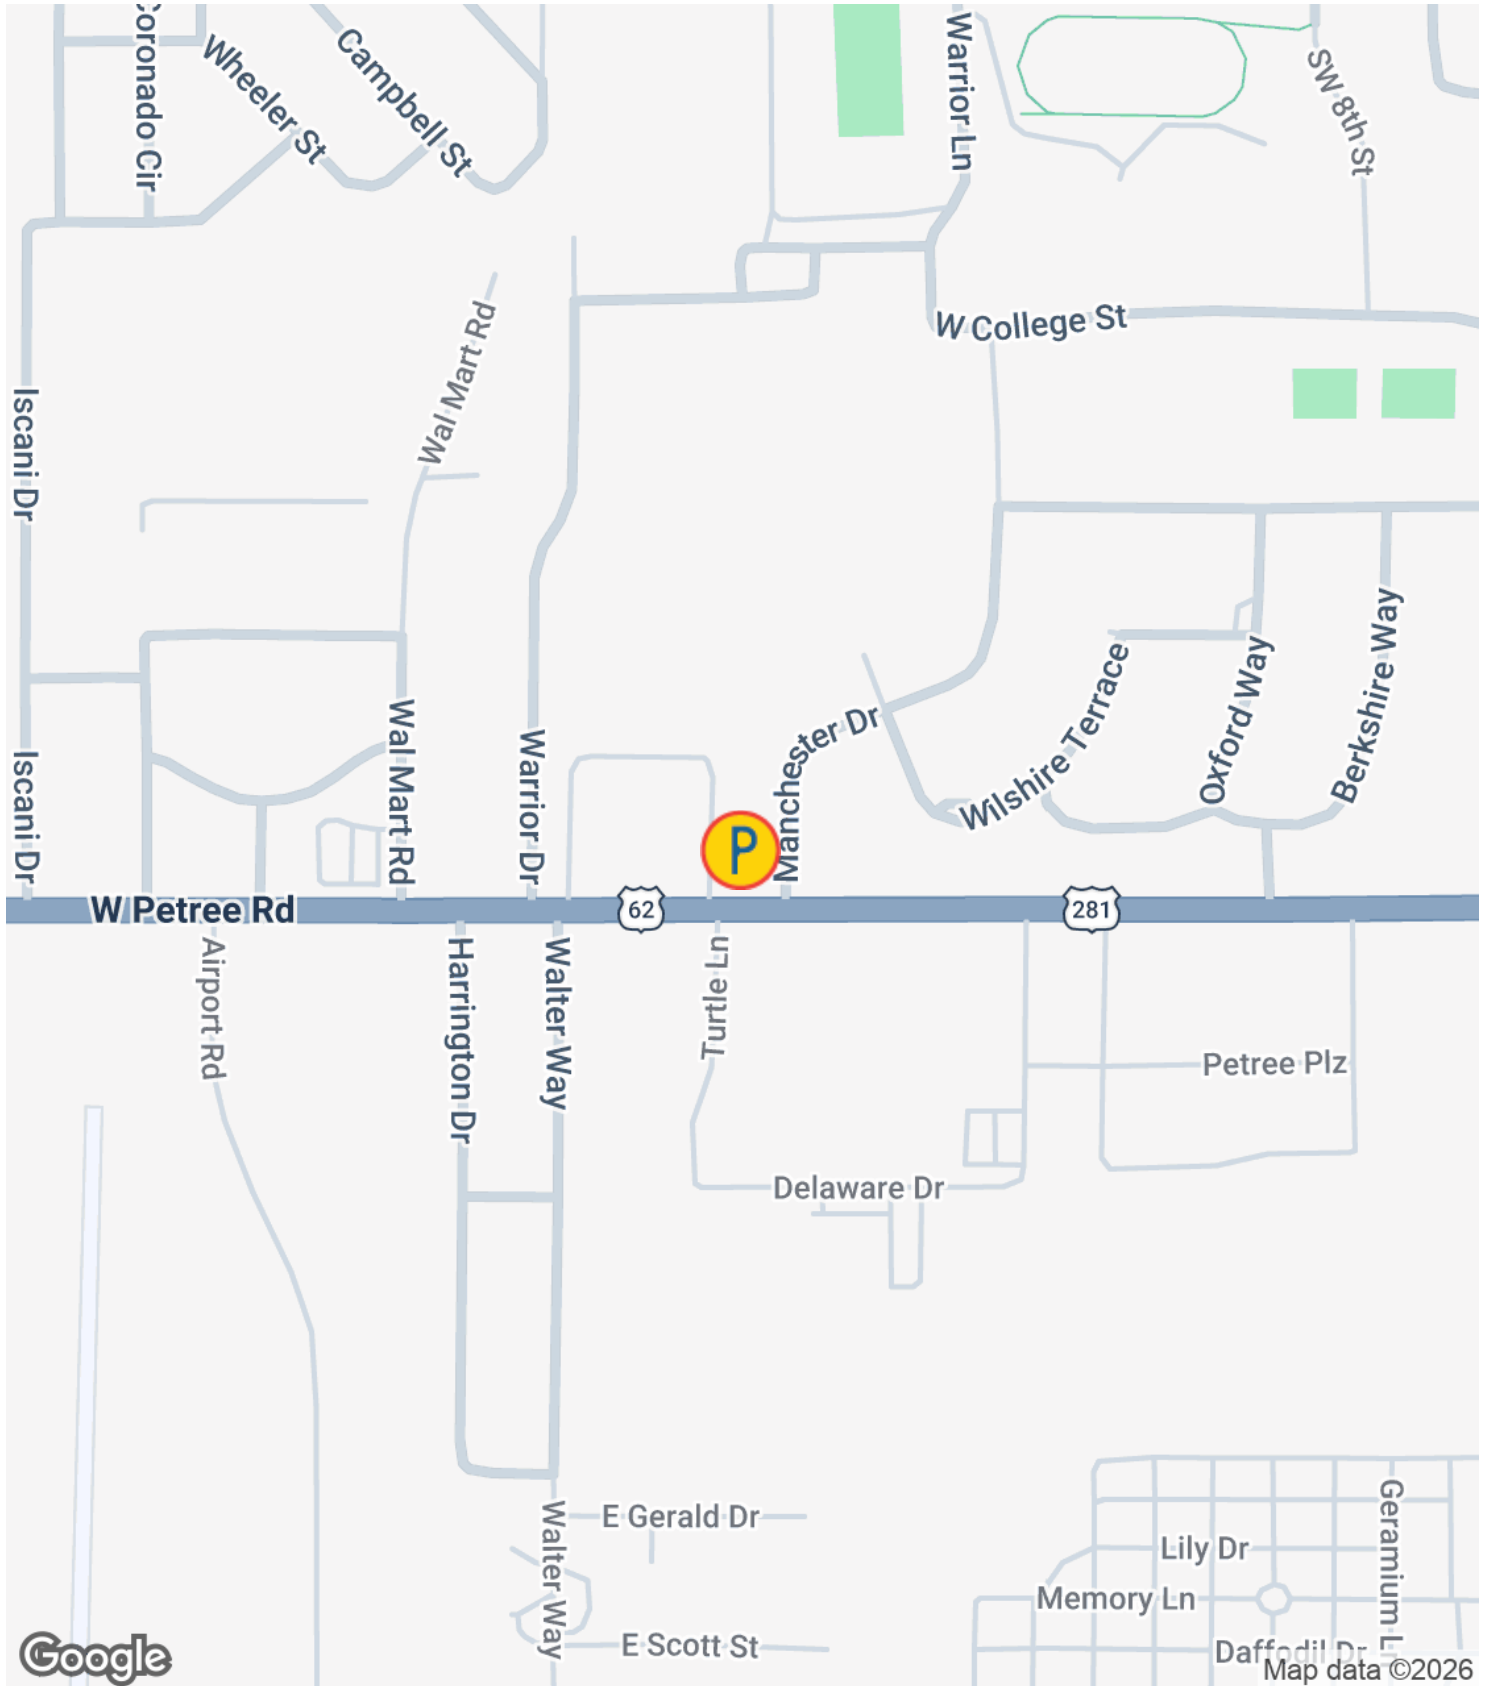 Coronado Cir
Wheeler St
Campbell St
Warrior Ln
SW 8th St
W College St
Wal Mart Rd
Iscani Dr
Berkshire Way
Oxford Way
Wilshire Terrace
Manchester Dr
Wal Mart Rd
Warrior Dr
Iscani Dr
P
W Petree Rd
62
281
Airport Rd
Harrington Dr
Walter Way
Turtle Ln
Petree Plz
Delaware Dr
E Gerald Dr
Walter Way
Lily Dr
Geramium Ln
Memory Ln
E Scott St
Daffodil Dr
Google
Map data ©2026